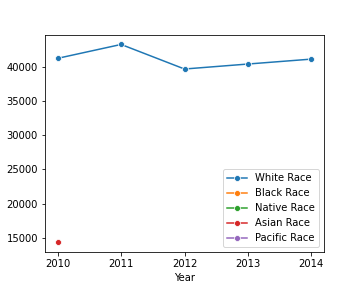 40000
35000
30000
25000
20000
15000
White Race
Black Race
Native Race
Asian Race
Pacific Race
2010 2011 2012 2013 2014
Year